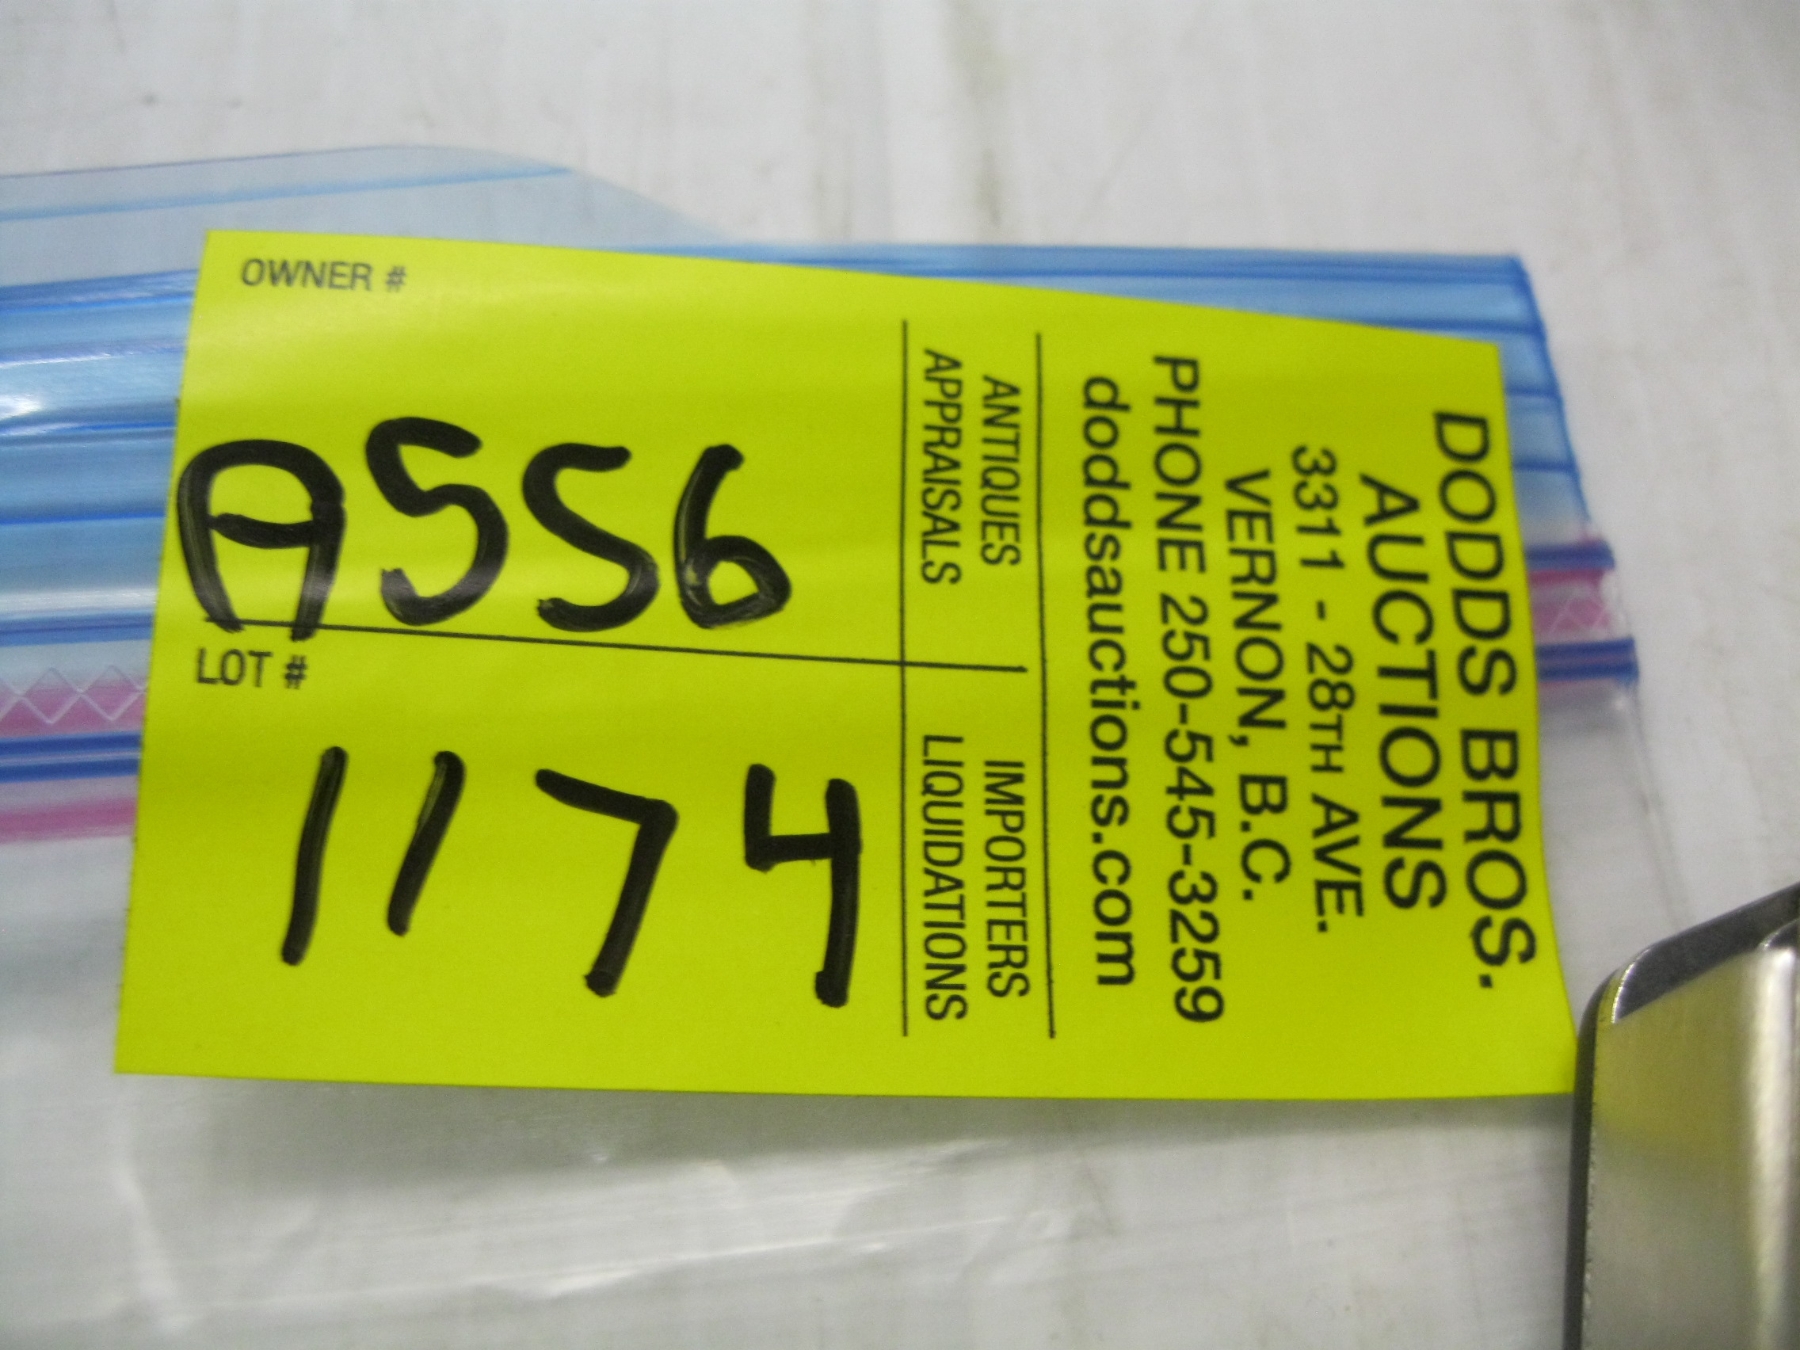 OWNER #
A556
LOT #
1174
DODDS BROS.
AUCTIONS
3311 - 28TH AVE.
VERNON, B.C.
PHONE 250-545-3259
doddsauctions.com
ANTIQUES IMPORTERS
APPRAISALS LIQUIDATIONS